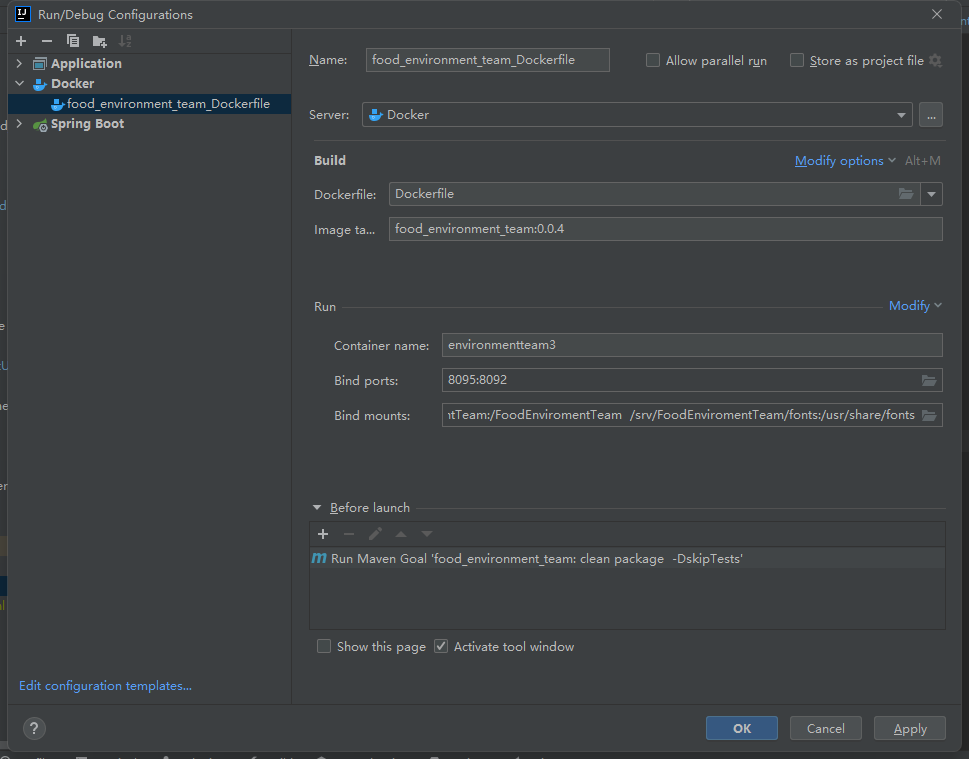 Run/Debug Configurations
Application
Docker
food_environment_team_Dockerfile
Spring Boot
Edit configuration templates...
Name: food_environment_team_Dockerfile Allow parallel run Store as project file
Server: Docker ...
Build Modify options Alt+M
Dockerfile: Dockerfile
Image ta... food_environment_team:0.0.4
Run Modify
Container name: environmentteam3
Bind ports: 8095:8092
Bind mounts: tTeam:/FoodEnviromentTeam /srv/FoodEnviromentTeam/fonts:/usr/share/fonts
Before launch
m Run Maven Goal 'food_environment_team: clean package -DskipTests'
Show this page Activate tool window
? OK Cancel Apply